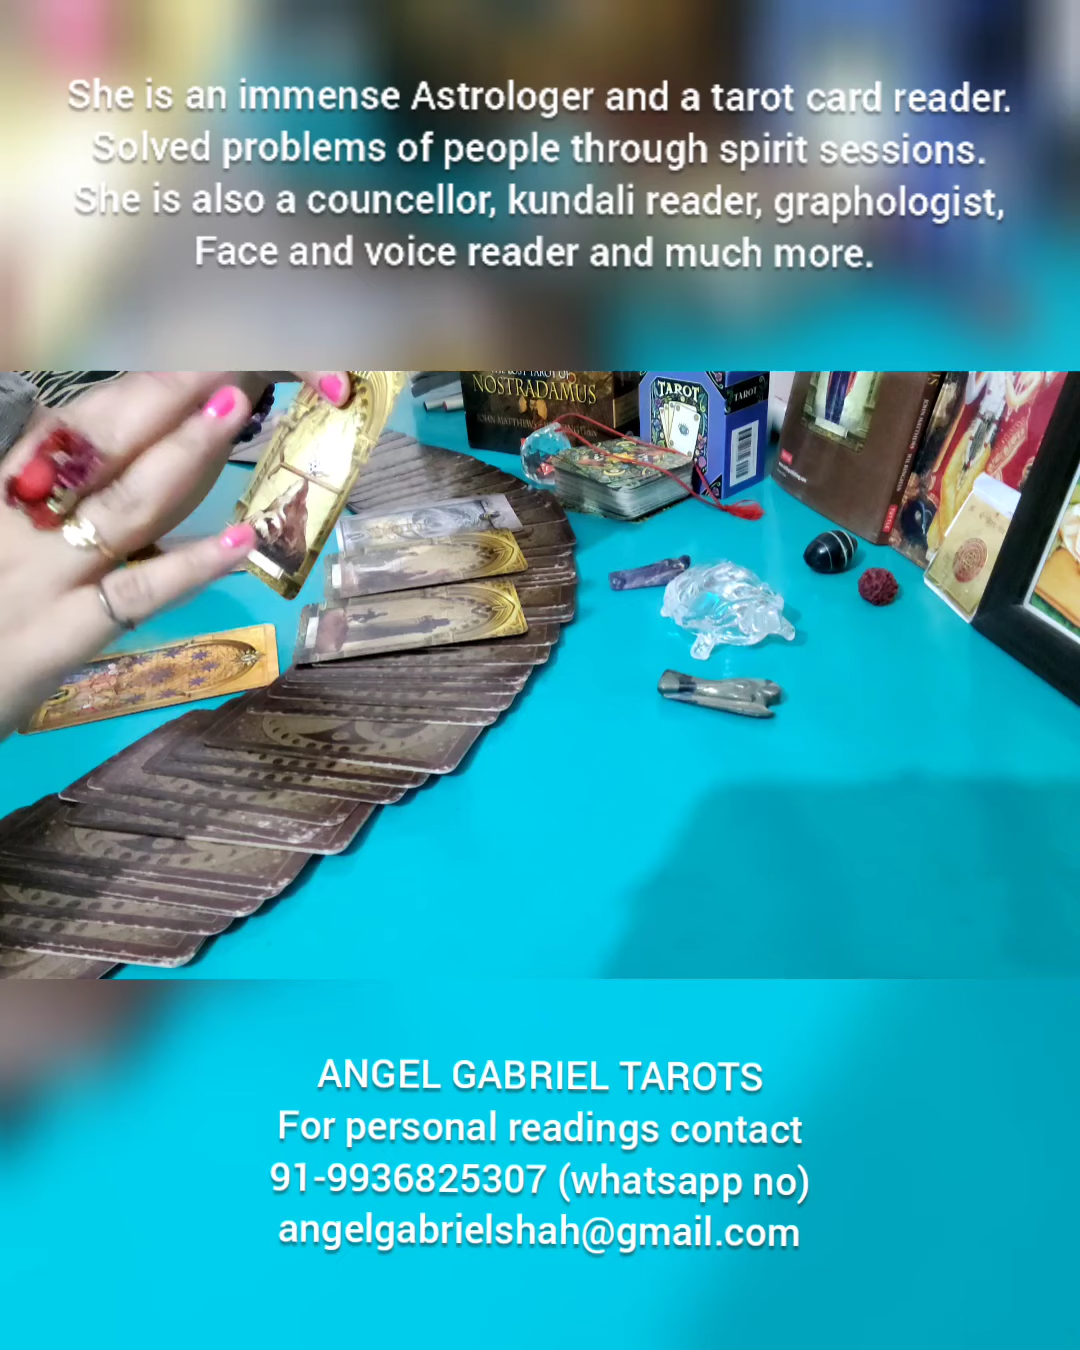 She is an immense Astrologer and a tarot card reader.
Solved problems of people through spirit sessions.
She is also a councellor, kundali reader, graphologist,
Face and voice reader and much more.
NOSTRADAMUS
JOHN MATTHEWS
TAROT
TAROT
ANGEL GABRIEL TAROTS
For personal readings contact
91-9936825307 (whatsapp no)
angelgabrielshah@gmail.com